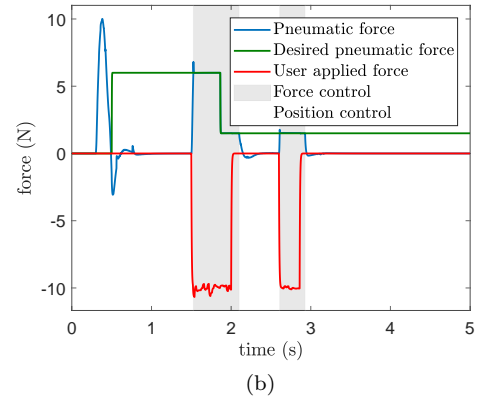 10
5
0
-5
-10
force (N)
Pneumatic force
Desired pneumatic force
User applied force
Force control
Position control
0 1 2 3 4 5
time (s)
(b)